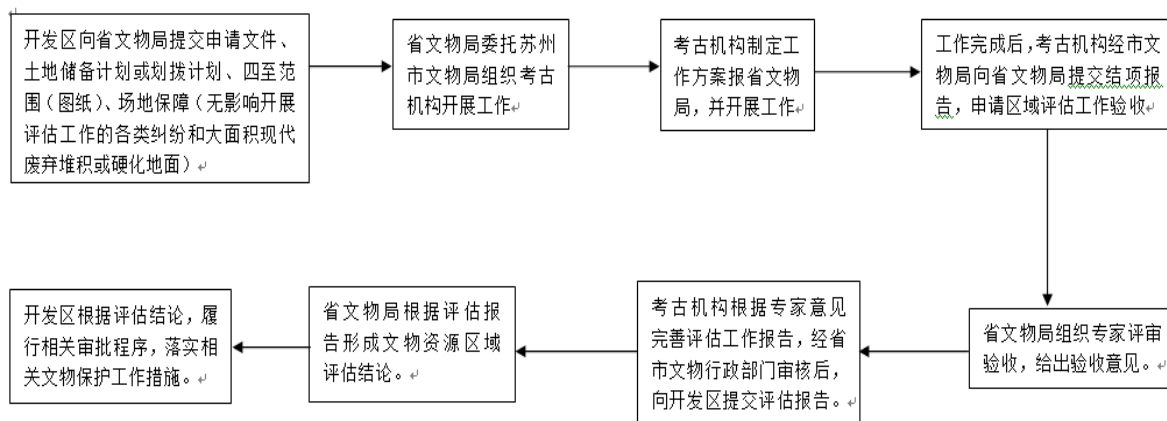 开发区向省文物局提交申请文件、
土地储备计划或划拨计划、四至范
围（图纸）、场地保障（无影响开展
评估工作的各类纠纷和大面积现代
废弃堆积或硬化地面）
省文物局委托苏州
市文物局组织考古
机构开展工作
考古机构制定工
作方案报省文物
局，并开展工作
工作完成后，考古机构经市文
物局向省文物局提交结项报
告，申请区域评估工作验收
省文物局组织专家评审
验收，给出验收意见。
考古机构根据专家意见
完善评估工作报告，经省
市文物行政部门审核后，
向开发区提交评估报告。
省文物局根据评估报
告形成文物资源区域
评估结论。
开发区根据评估结论，履
行相关审批程序，落实相
关文物保护工作措施。